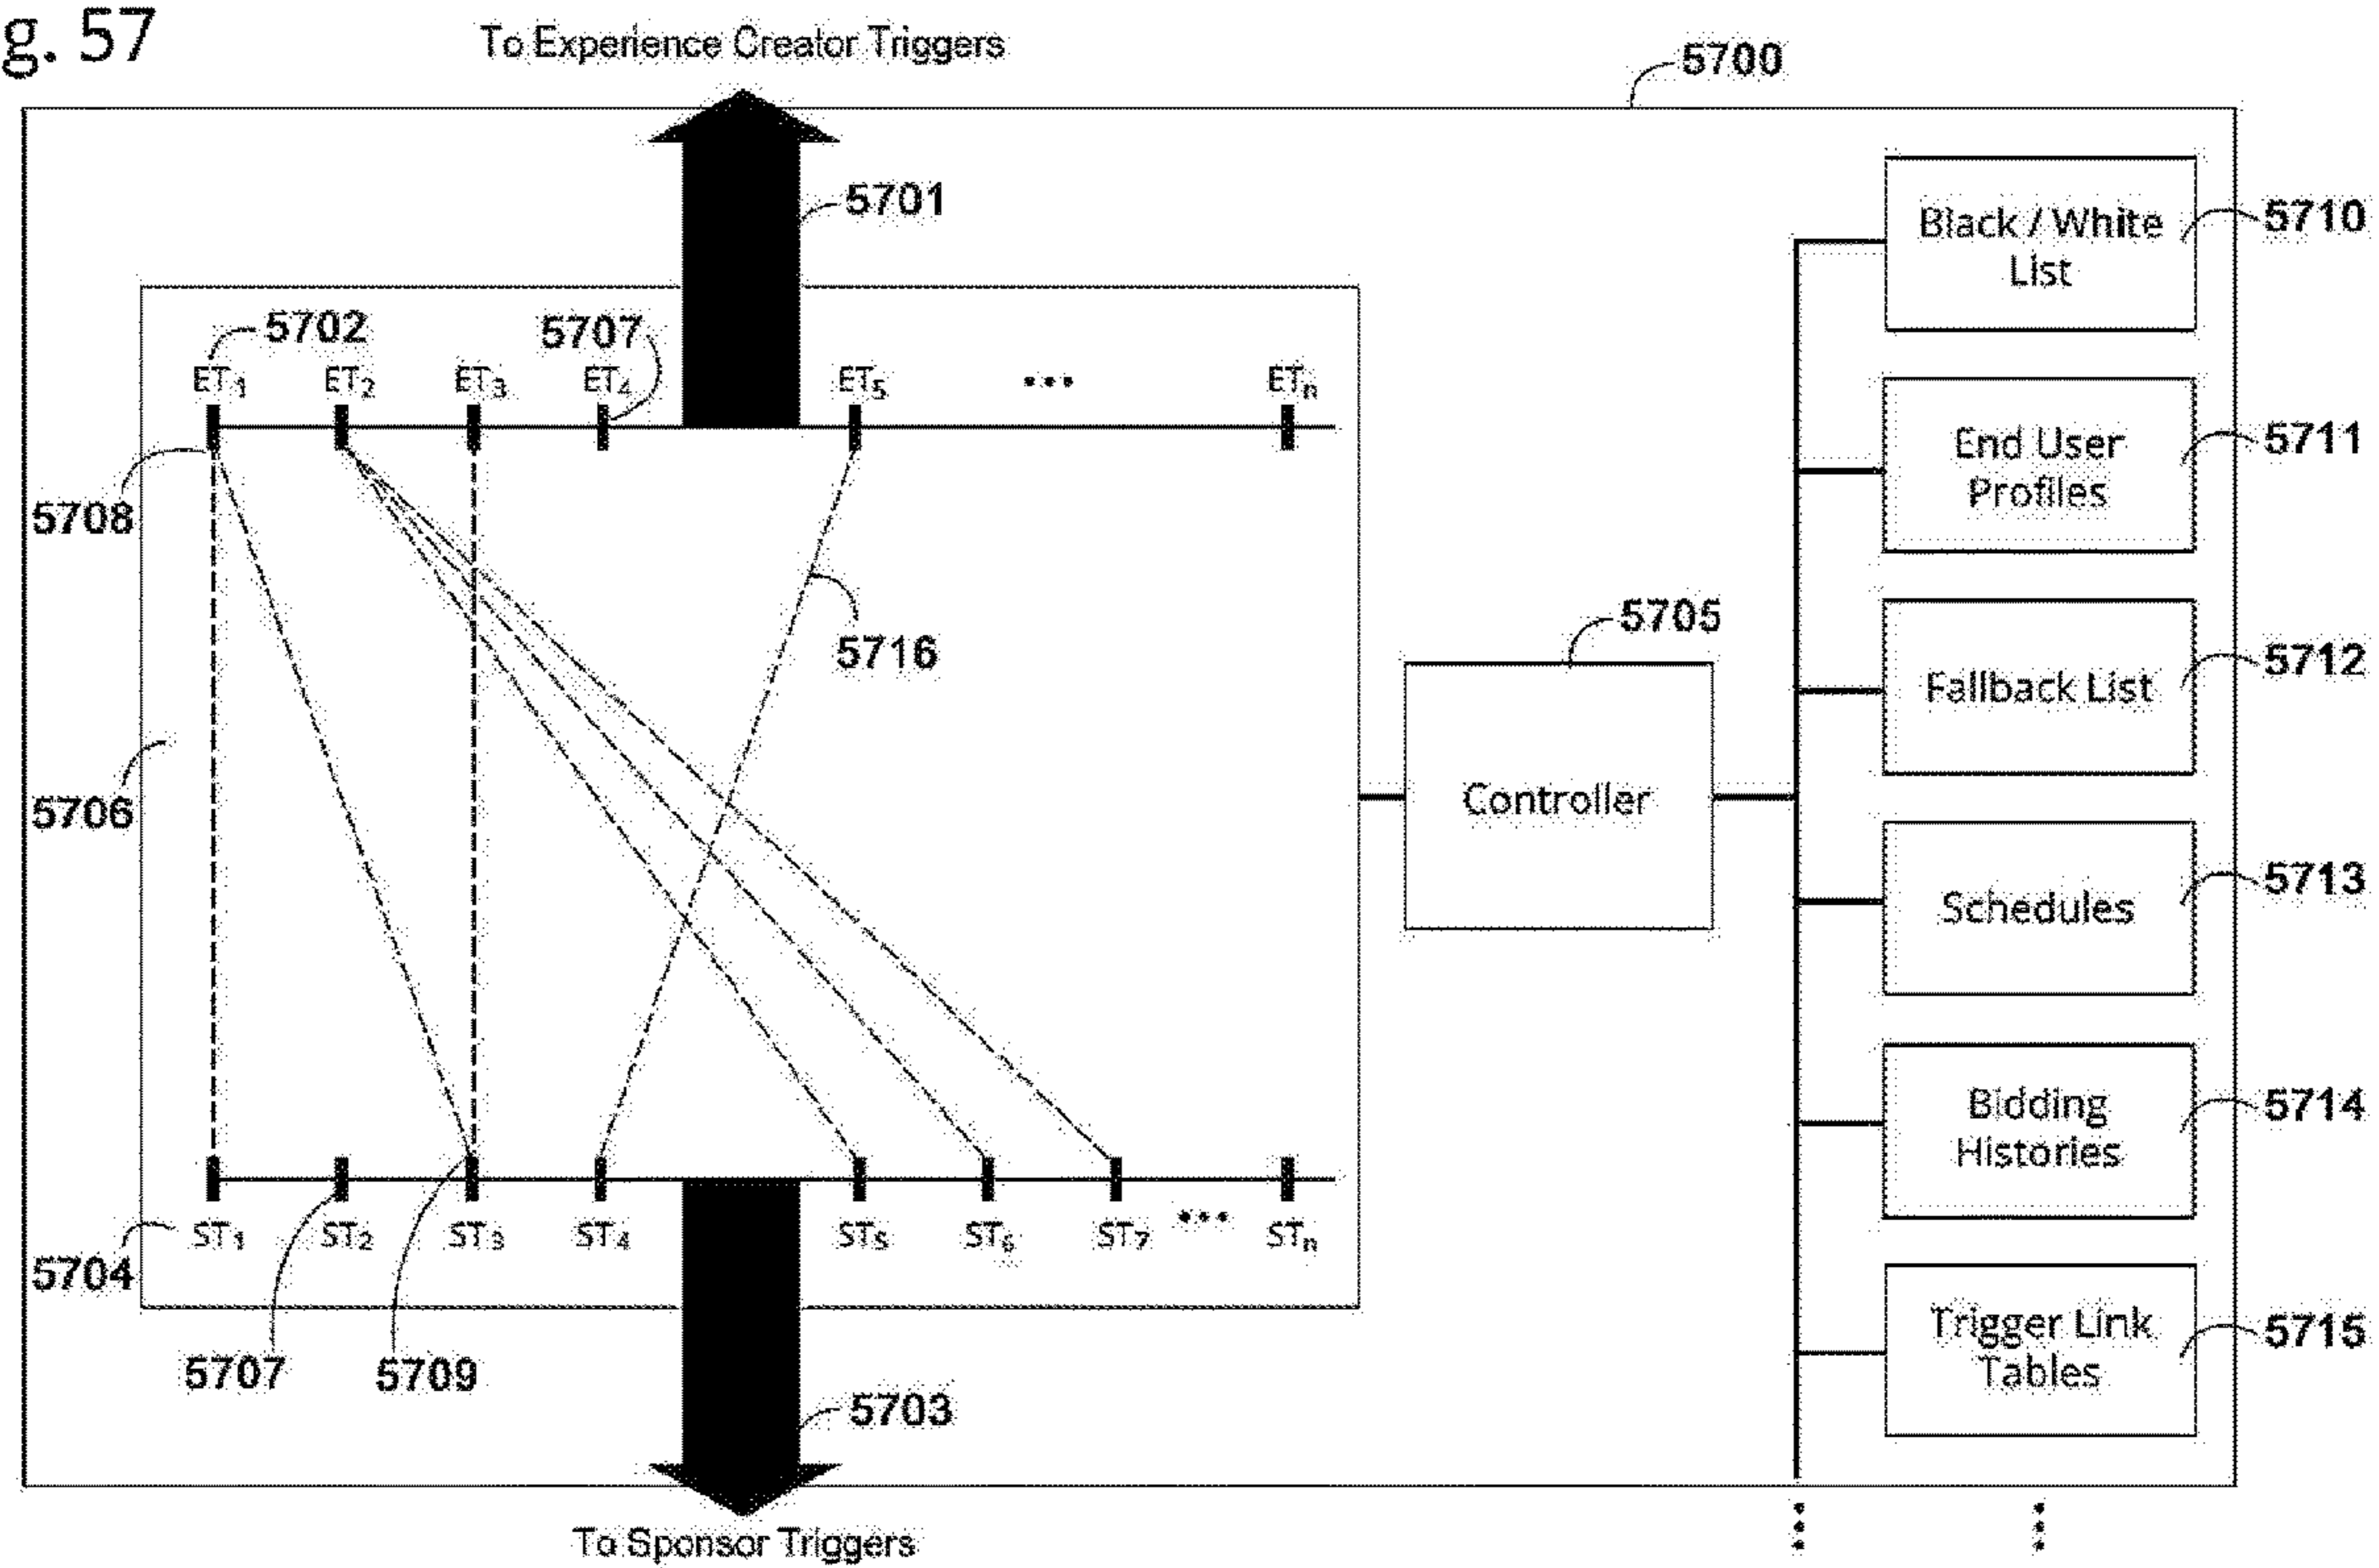 g. 57
To Experience Creator Triggers
5700
5701
Black / White
List
5710
5702
5707
ET1 ET2 ET3 ET4 ET5 ••• ETn
End User
Profiles
5711
5708
5716
5705
Fallback List
5712
5706
Controller
Schedules
5713
Bidding
Histories
5714
ST1 ST2 ST3 ST4 ST5 ST6 ST7 ••• STn
5704
Trigger Link
Tables
5715
5707
5709
5703
To Sponsor Triggers